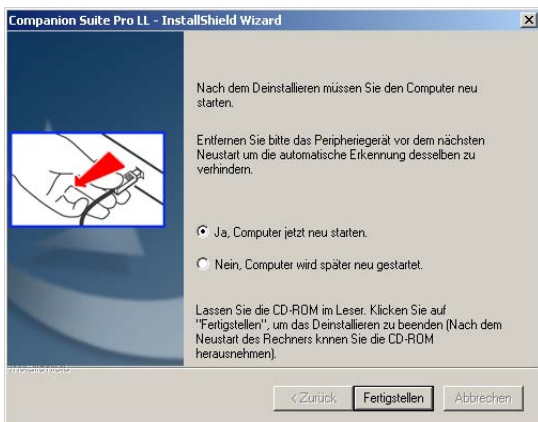 Companion Suite Pro LL - InstallShield Wizard
Nach dem Deinstallieren müssen Sie den Computer neu
starten.
Entfernen Sie bitte das Peripheriegerät vor dem nächsten
Neustart um die automatische Erkennung desselben zu
verhindern.
Ja, Computer jetzt neu starten.
Nein, Computer wird später neu gestartet.
Lassen Sie die CD-ROM im Leser. Klicken Sie auf
"Fertigstellen", um das Deinstallieren zu beenden (Nach dem
Neustart des Rechners knnen Sie die CD-ROM
herausnehmen).
InstallShield
< Zurück
Fertigstellen
Abbrechen